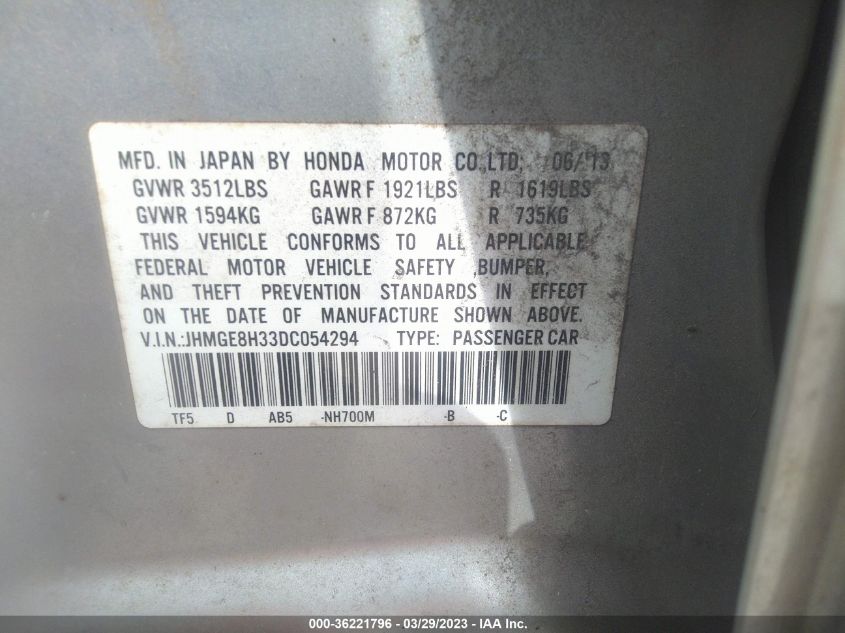 MFD. IN JAPAN BY HONDA MOTOR CO.,LTD; 06/'13
GVWR 3512LBS GAWR F 1921LBS R 1619LBS
GVWR 1594KG GAWR F 872KG R 735KG
THIS VEHICLE CONFORMS TO ALL APPLICABLE
FEDERAL MOTOR VEHICLE SAFETY ,BUMPER,
AND THEFT PREVENTION STANDARDS IN EFFECT
ON THE DATE OF MANUFACTURE SHOWN ABOVE.
V.I.N.:JHMGE8H33DC054294 TYPE: PASSENGER CAR
TF5 D AB5 -NH700M -B -C
000-36221796 - 03/29/2023 - IAA Inc.